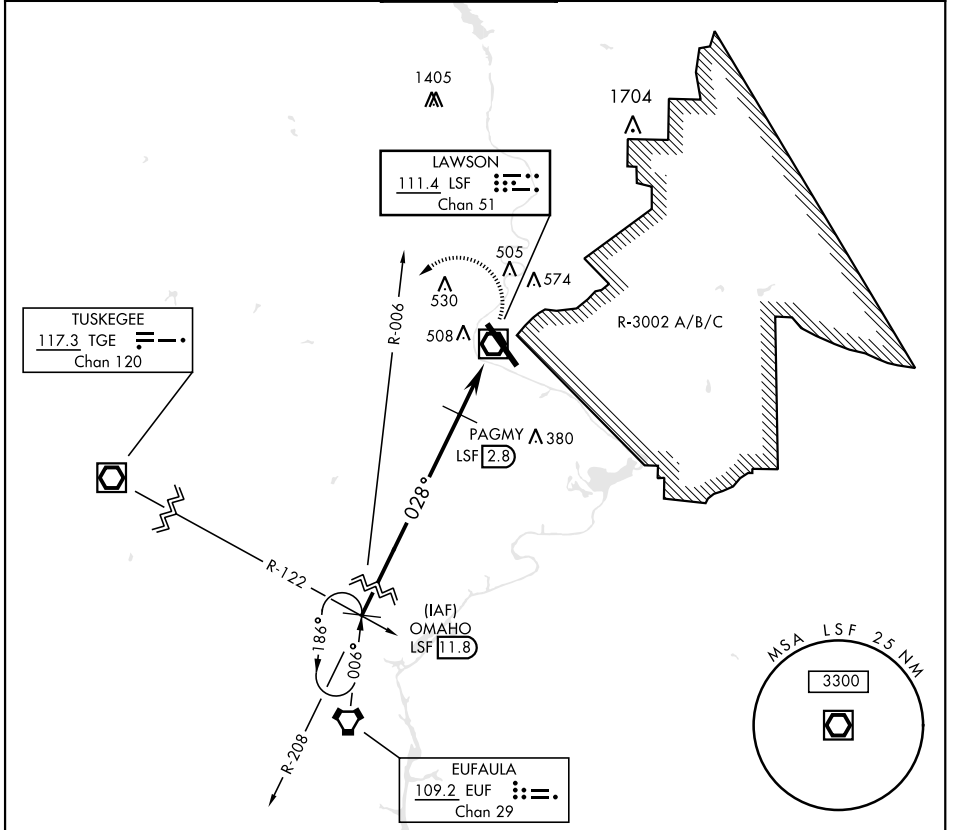 1405
1704
LAWSON
111.4 LSF
Chan 51
505
574
530
508
R-3002 A/B/C
R-006
TUSKEGEE
117.3 TGE
Chan 120
PAGMY
LSF 2.8
380
028°
R-122
(IAF)
OMAHO
LSF 11.8
186°
006°
R-208
EUFAULA
109.2 EUF
Chan 29
MSA LSF 25 NM
3300